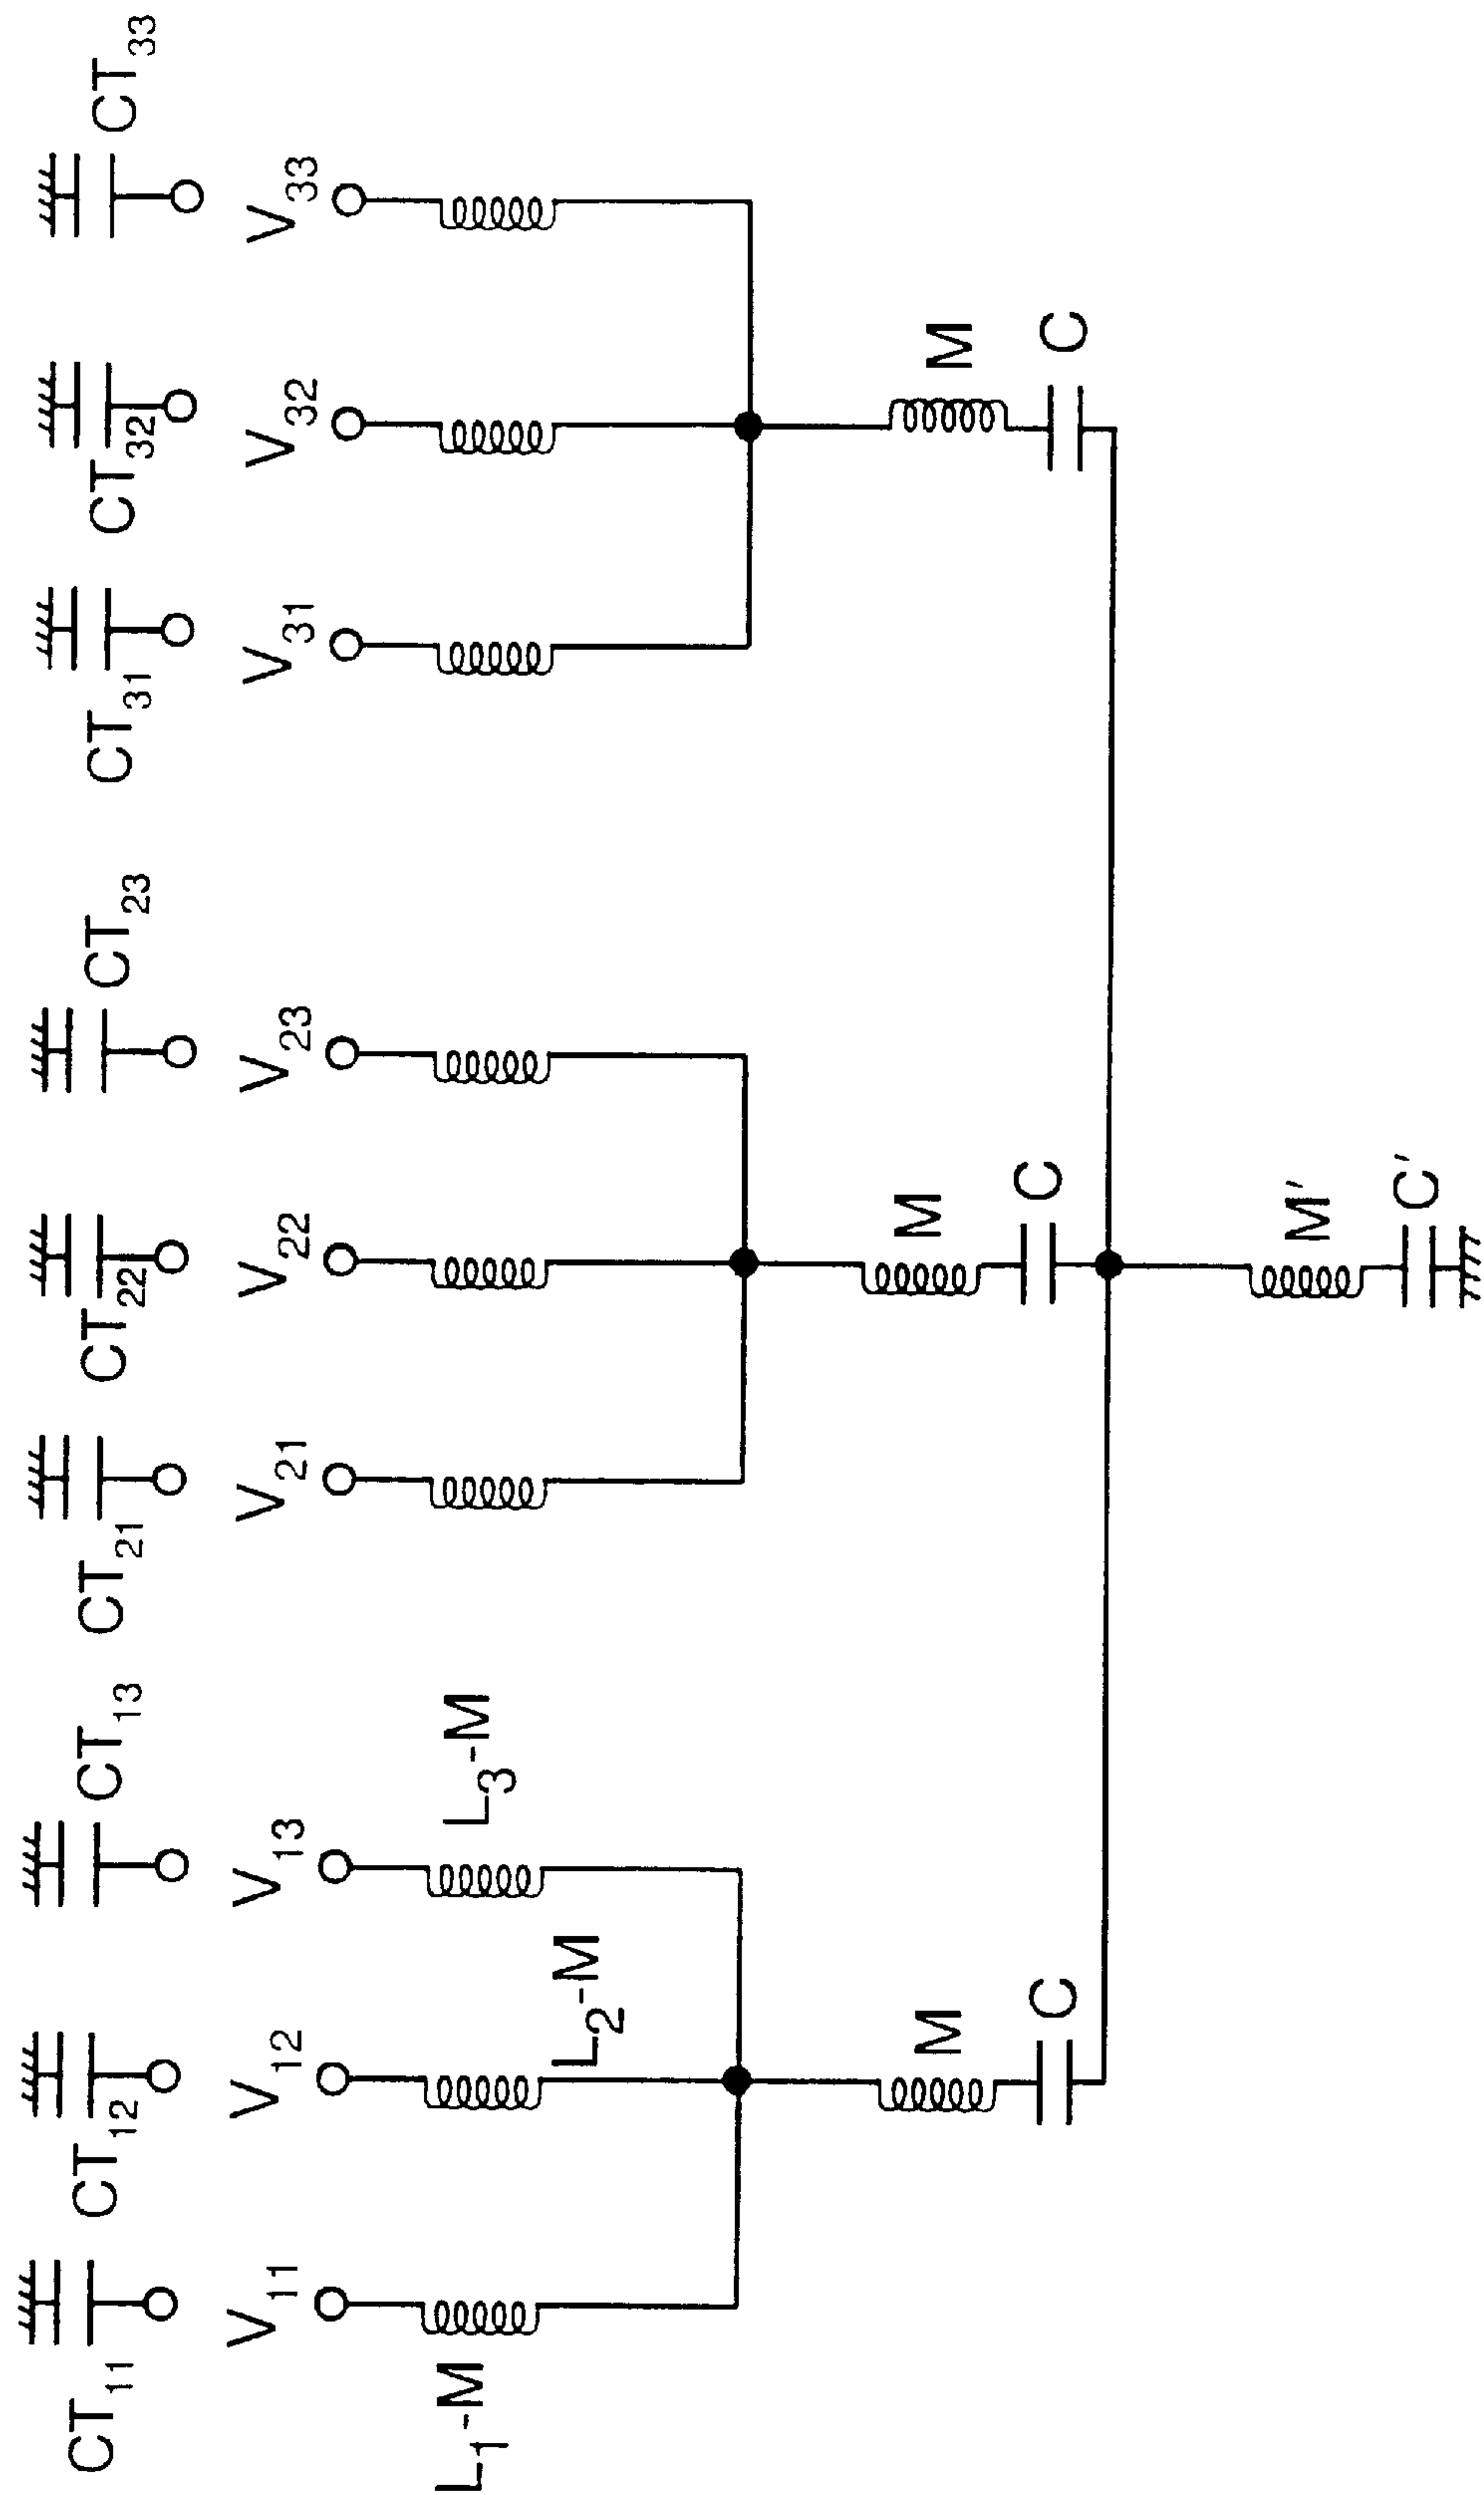 CT11
CT12
CT13
CT21
CT22
CT23
CT31
CT32
CT33
V11
V12
V13
V21
V22
V23
V31
V32
V33
L1-M
L2-M
L3-M
M
C
M
C
M
C
M'
C'